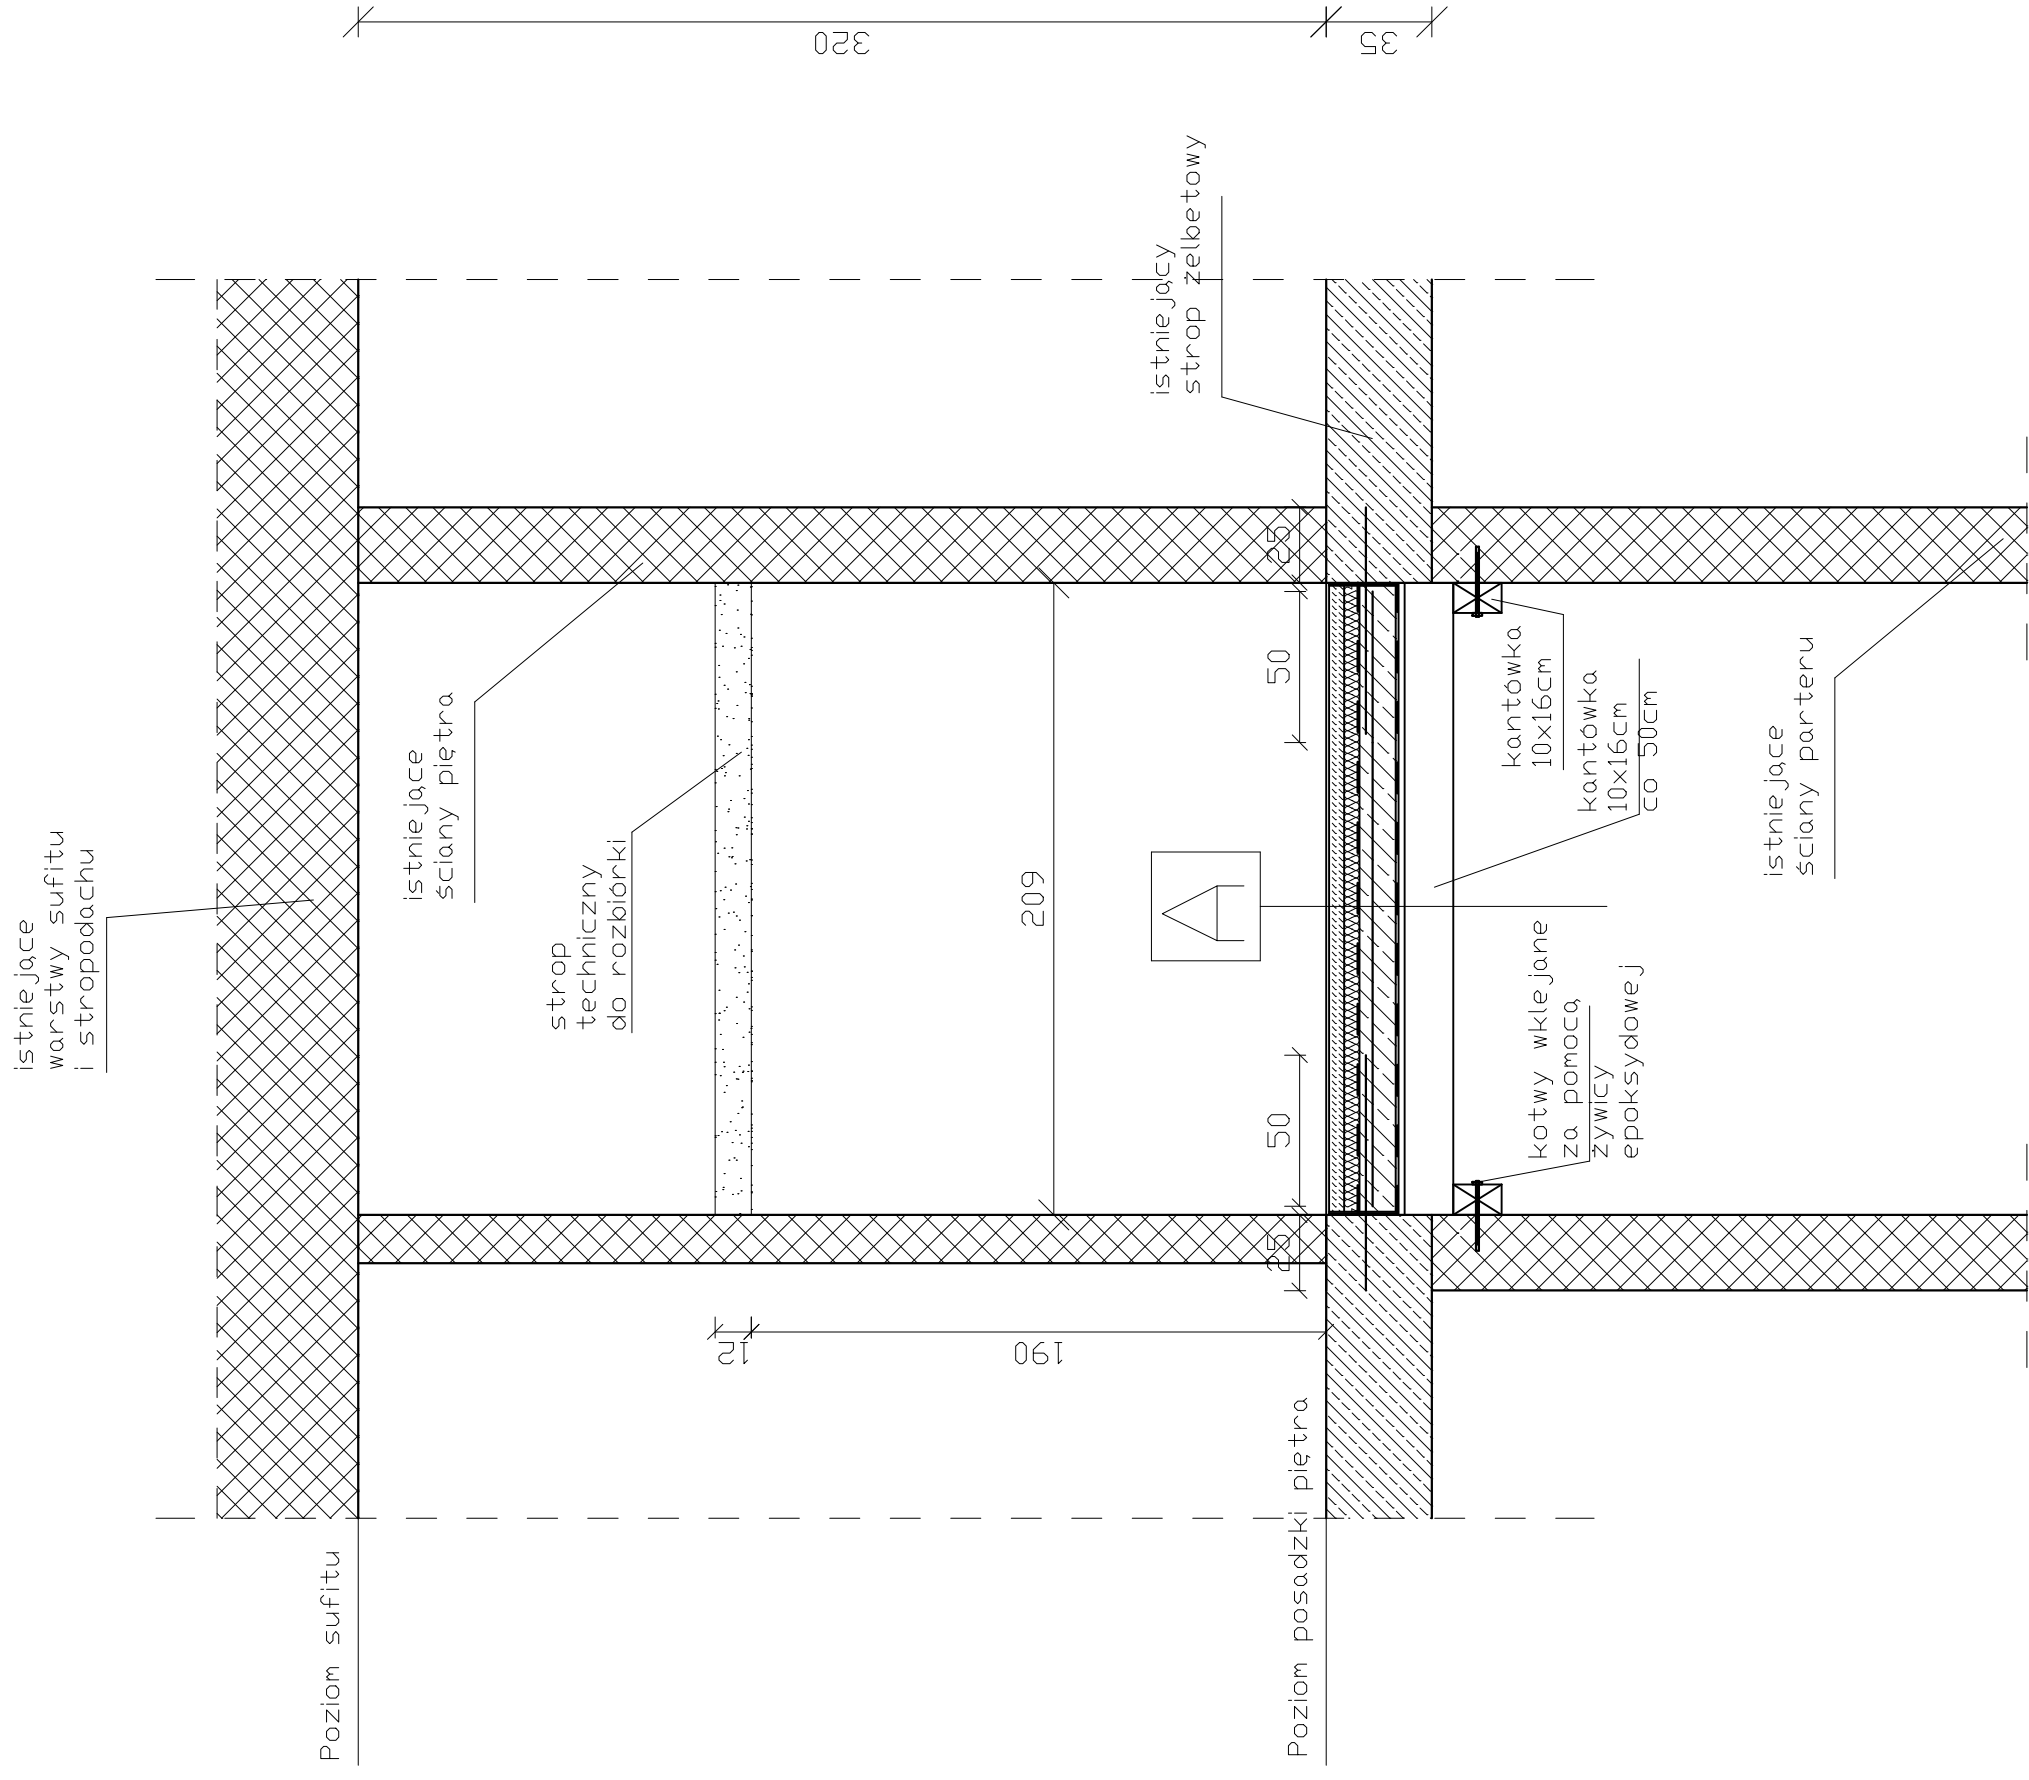 istniejące
warstwy sufitu
i stropodachu
320
35
istniejący
strop żelbetowy
istniejące
ściany piętra
strop
techniczny
do rozbiórki
209
25
50
50
25
A
12
190
kantówka
10x16cm
kantówka
10x16cm
co 50cm
kotwy wklejane
za pomocą
żywicy
epoksydowej
istniejące
ściany parteru
Poziom sufitu
Poziom posadzki piętra